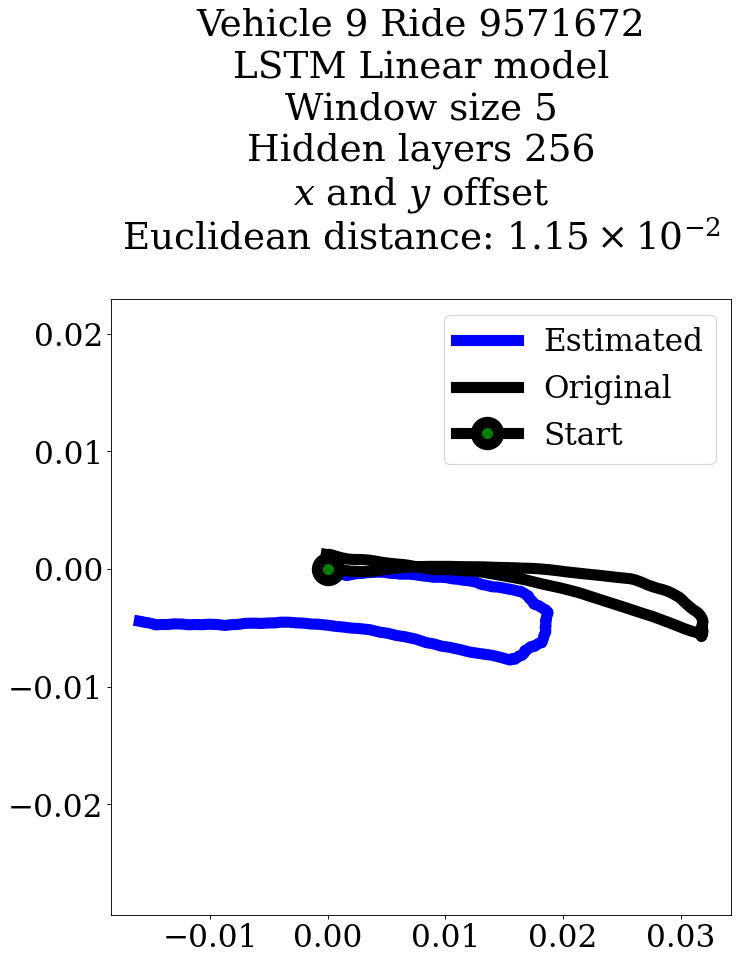 Vehicle 9 Ride 9571672
LSTM Linear model
Window size 5
Hidden layers 256
x and y offset
Euclidean distance: 1.15 × 10⁻²
Estimated
Original
Start
0.02
0.01
0.00
−0.01
−0.02
−0.01 0.00 0.01 0.02 0.03